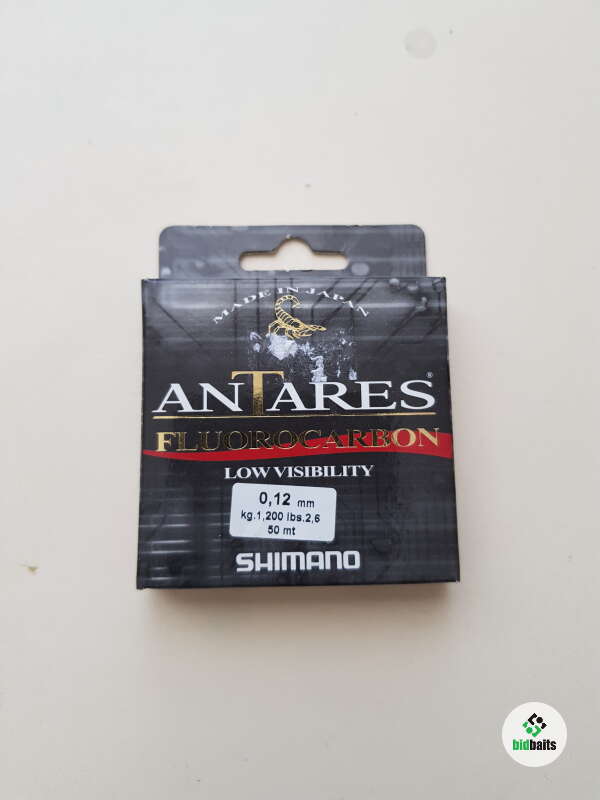 MADE IN JAPAN
ANTARES®
FLUOROCARBON
LOW VISIBILITY
0,12 mm
kg.1,200 lbs.2,6
50 mt
SHIMANO
bidbaits